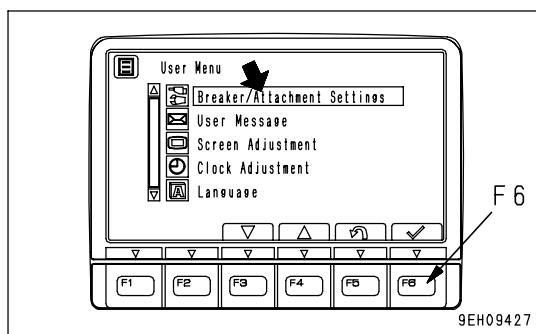 User Menu
Breaker/Attachment Settings
User Message
Screen Adjustment
Clock Adjustment
A Language
F6
F1 F2 F3 F4 F5 F6
9EH09427